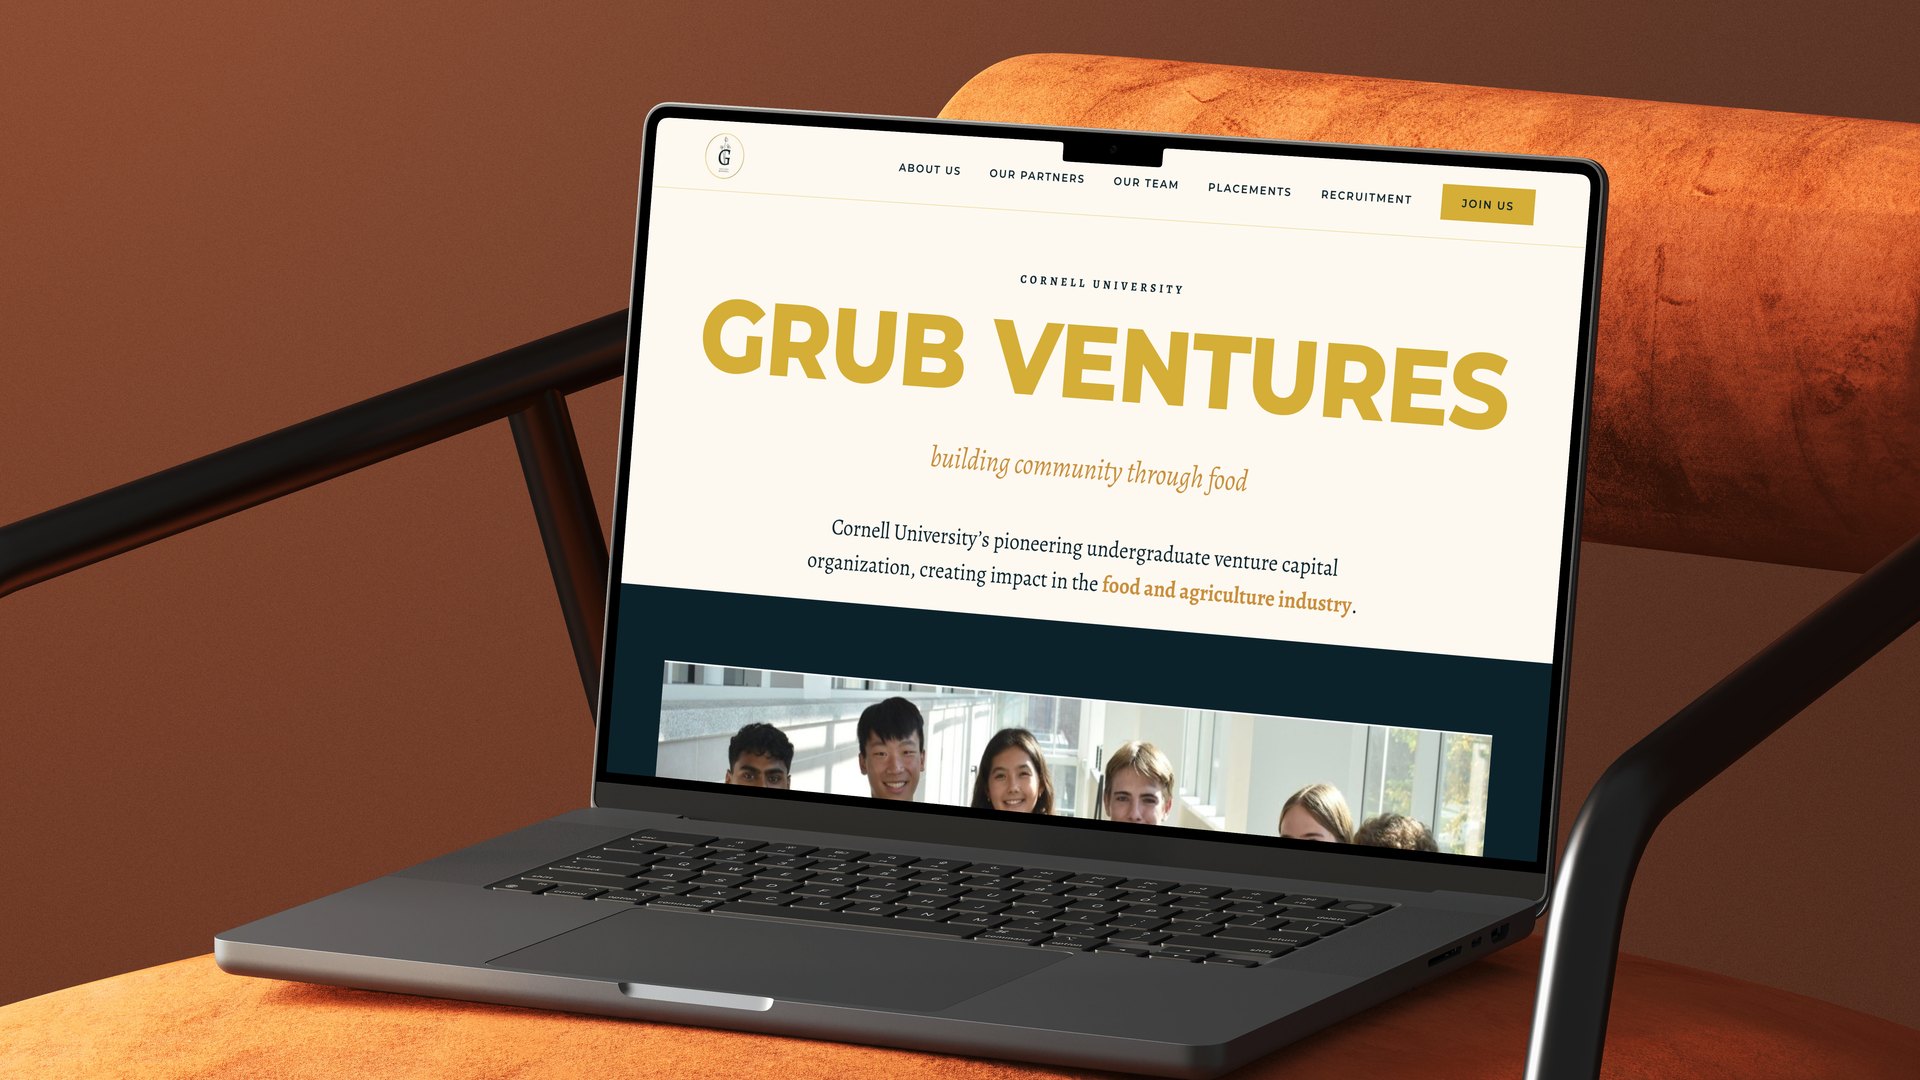 G
ABOUT US
OUR PARTNERS
OUR TEAM
PLACEMENTS
RECRUITMENT
JOIN US
CORNELL UNIVERSITY
GRUB VENTURES
building community through food
Cornell University’s pioneering undergraduate venture capital
organization, creating impact in the food and agriculture industry.